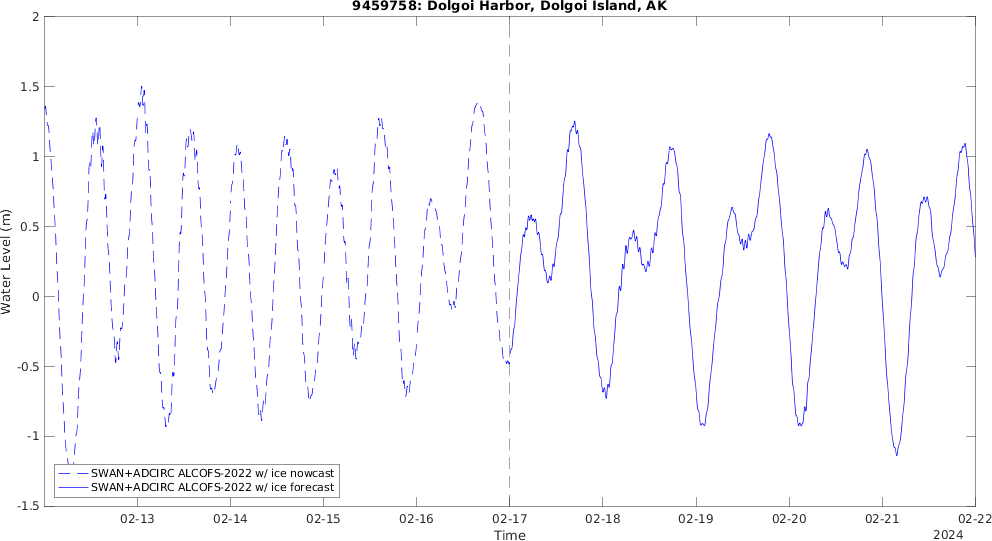 9459758: Dolgoi Harbor, Dolgoi Island, AK
2
1.5
1
0.5
0
-0.5
-1
-1.5
Water Level (m)
SWAN+ADCIRC ALCOFS-2022 w/ ice nowcast
SWAN+ADCIRC ALCOFS-2022 w/ ice forecast
02-13 02-14 02-15 02-16 02-17 02-18 02-19 02-20 02-21 02-22
Time
2024